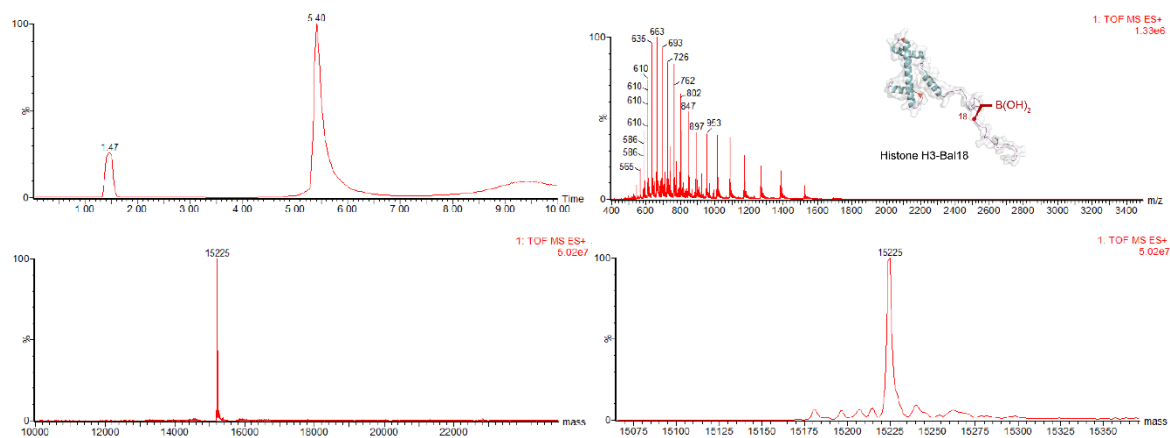 5.40
100
1.47
%
0
1.00 2.00 3.00 4.00 5.00 6.00 7.00 8.00 9.00 10.00
Time
1: TOF MS ES+
1.33e6
100
663
635
693
726
610
762
610
802
610
847
610
897
953
586
586
565
%
0
400 600 800 1000 1200 1400 1600 1800 2000 2200 2400 2600 2800 3000 3200 3400
m/z
18
B(OH)2
Histone H3-Bal18
1: TOF MS ES+
5.02e7
15225
100
%
0
10000 12000 14000 16000 18000 20000 22000
mass
1: TOF MS ES+
5.02e7
15225
100
%
0
15075 15100 15125 15150 15175 15200 15225 15250 15275 15300 15325 15350
mass